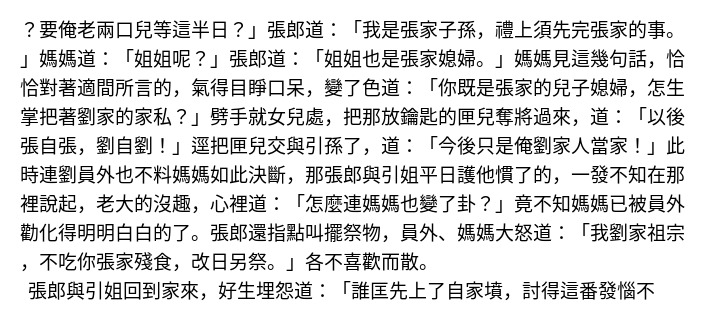 ？要俺老兩口兒等這半日？」張郎道：「我是張家子孫，禮上須先完張家的事。
」媽媽道：「姐姐呢？」張郎道：「姐姐也是張家媳婦。」媽媽見這幾句話，恰
恰對著適間所言的，氣得目睜口呆，變了色道：「你既是張家的兒子媳婦，怎生
掌把著劉家的家私？」劈手就女兒處，把那放鑰匙的匣兒奪將過來，道：「以後
張自張，劉自劉！」逕把匣兒交與引孫了，道：「今後只是俺劉家人當家！」此
時連劉員外也不料媽媽如此決斷，那張郎與引姐平日護他慣了的，一發不知在那
裡說起，老大的沒趣，心裡道：「怎麼連媽媽也變了卦？」竟不知媽媽已被員外
勸化得明明白白的了。張郎還指點叫擺祭物，員外、媽媽大怒道：「我劉家祖宗
，不吃你張家殘食，改日另祭。」各不喜歡而散。
張郎與引姐回到家來，好生埋怨道：「誰匡先上了自家墳，討得這番發惱不